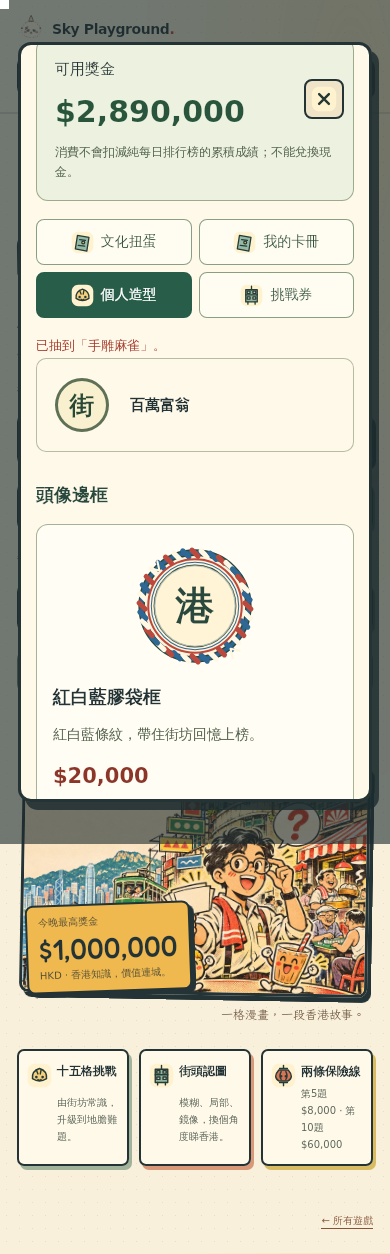 Sky Playground.
可用獎金
$2,890,000
消費不會扣減純每日排行榜的累積成績；不能兌換現
金。
文化扭蛋
我的卡冊
個人造型
挑戰券
已抽到「手雕麻雀」。
街
百萬富翁
頭像邊框
港
紅白藍膠袋框
紅白藍條紋，帶住街坊回憶上榜。
$20,000
?
今晚最高獎金
$1,000,000
HKD · 香港知識，價值連城。
一格漫畫，一段香港故事。
十五格挑戰
由街坊常識，
升級到地膽難
題。
街頭認圖
模糊、局部、
鏡像，換個角
度睇香港。
兩條保險線
第5題
$8,000 · 第
10題
$60,000
← 所有遊戲